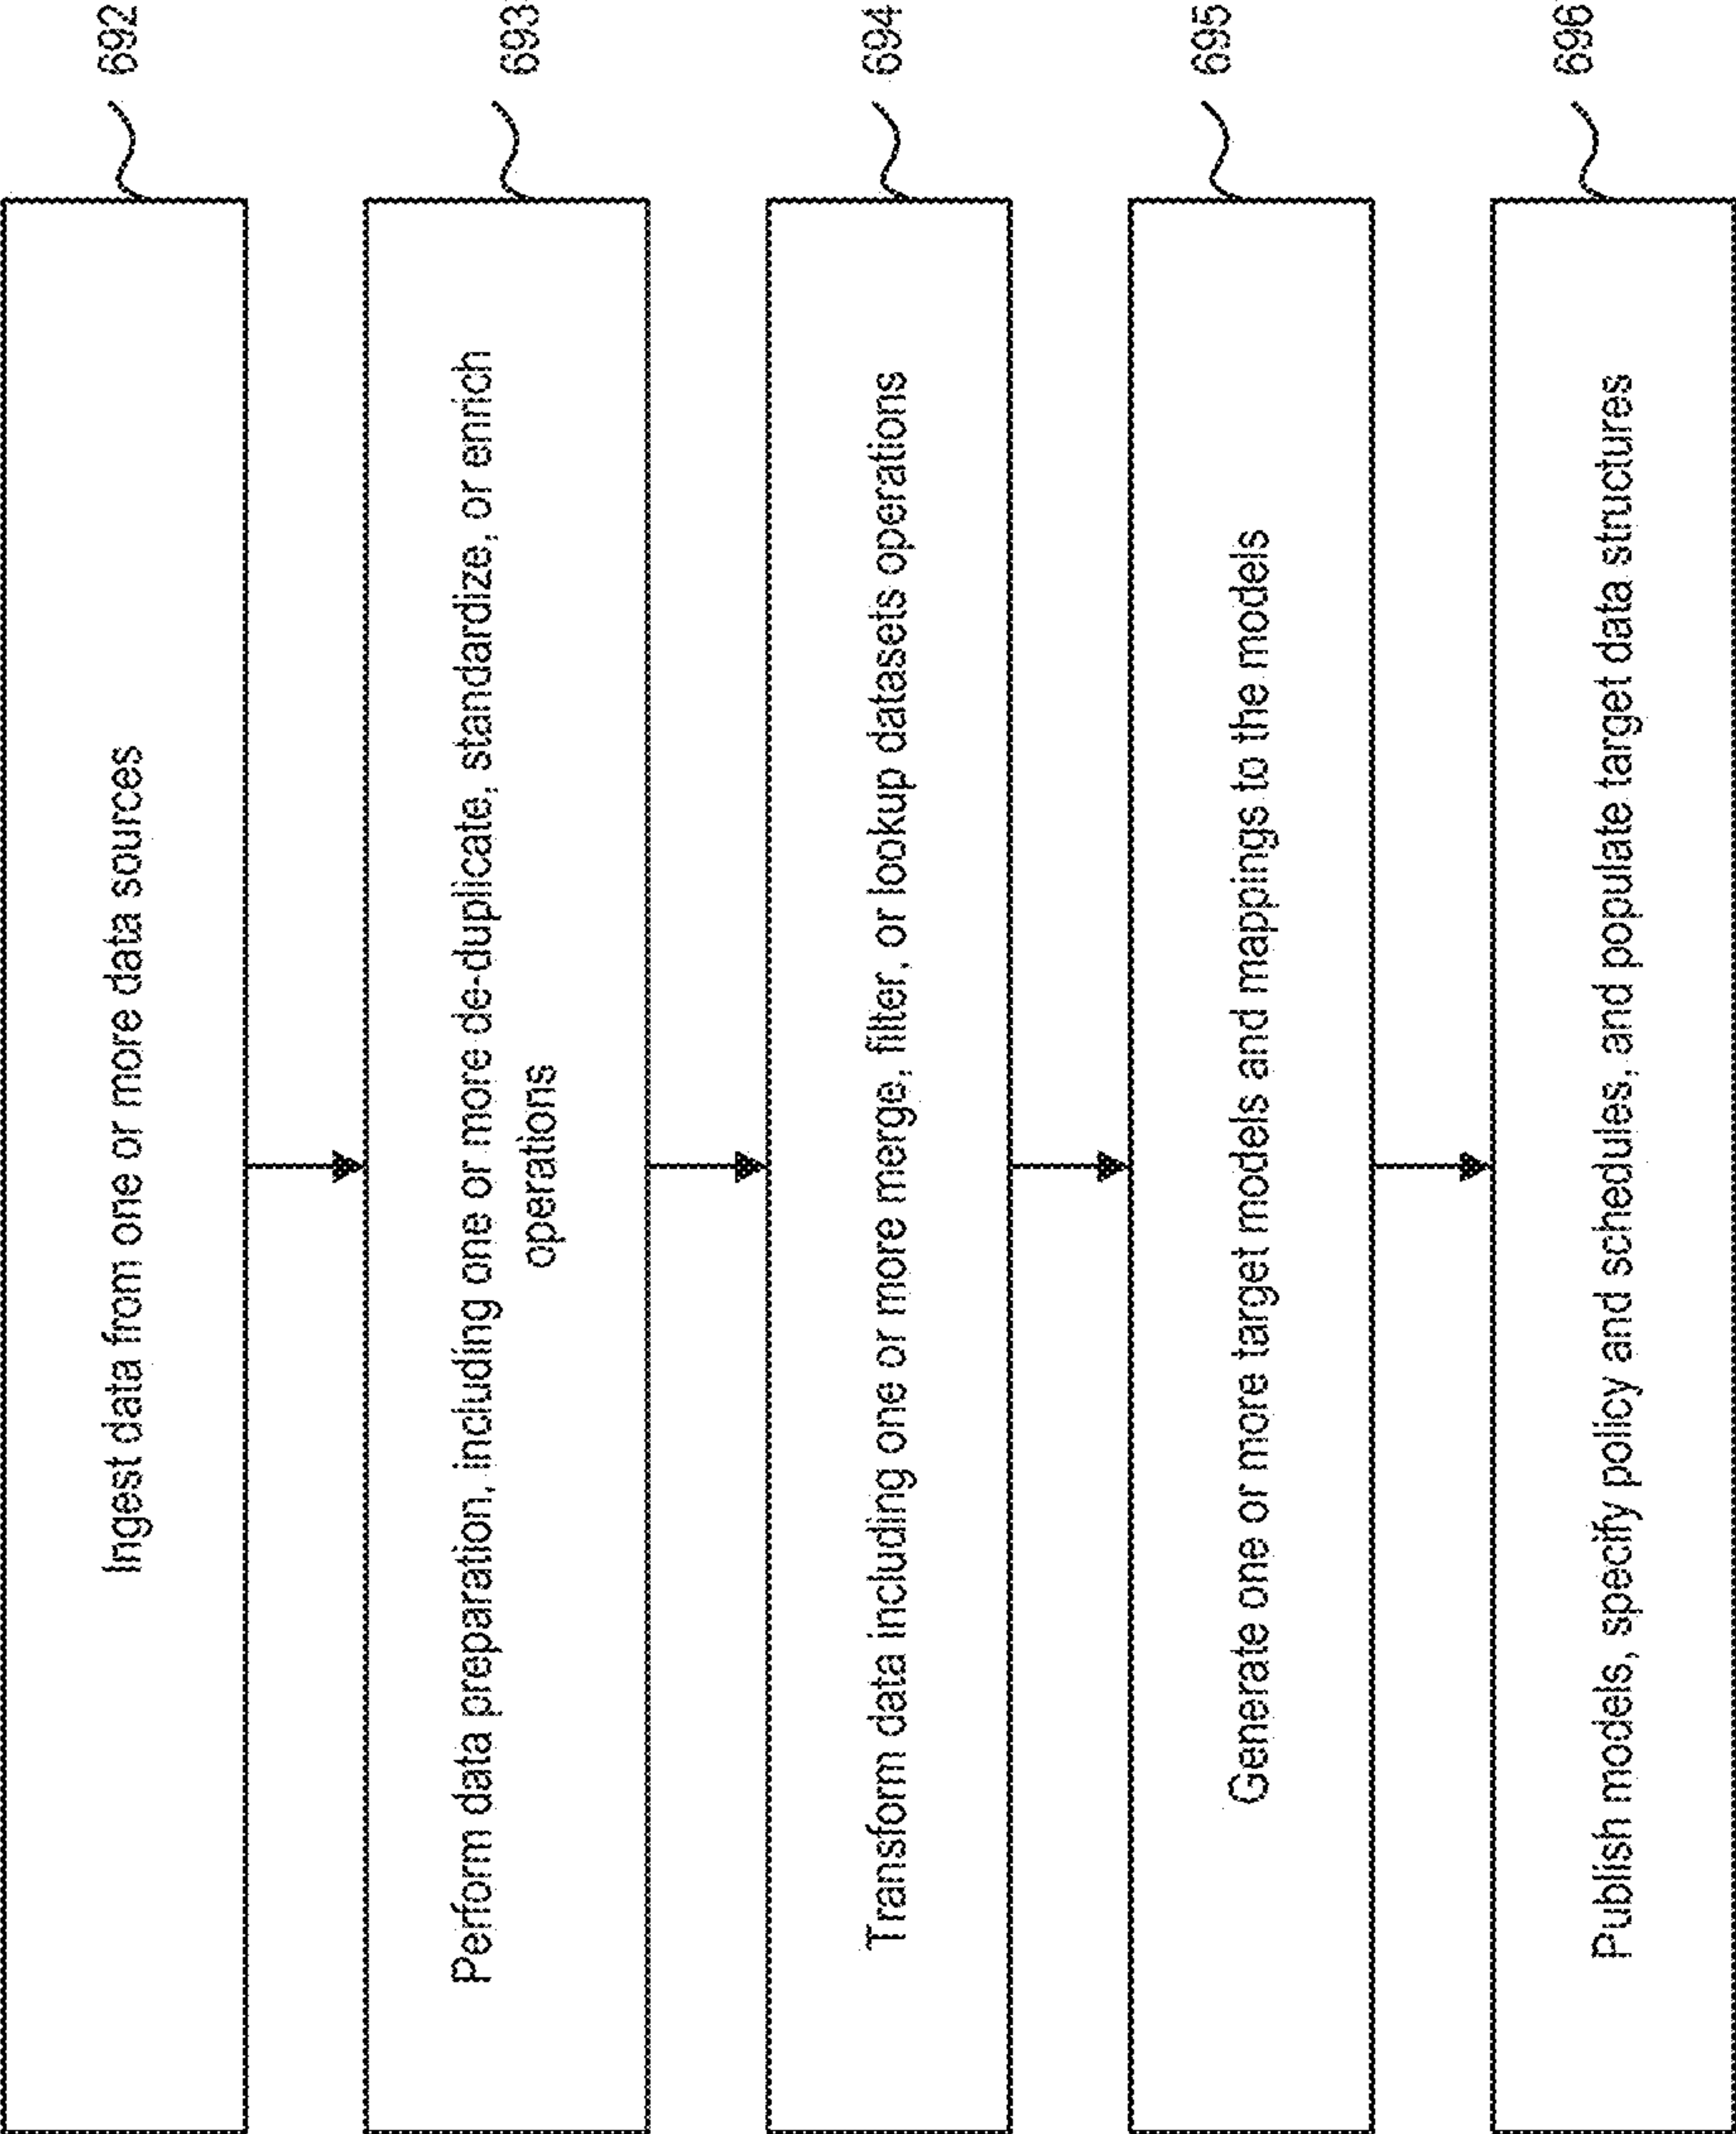 Ingest data from one or more data sources
692
Perform data preparation, including one or more de-duplicate, standardize, or enrich
operations
693
Transform data including one or more merge, filter, or lookup datasets operations
694
Generate one or more target models and mappings to the models
695
Publish models, specify policy and schedules, and populate target data structures
696